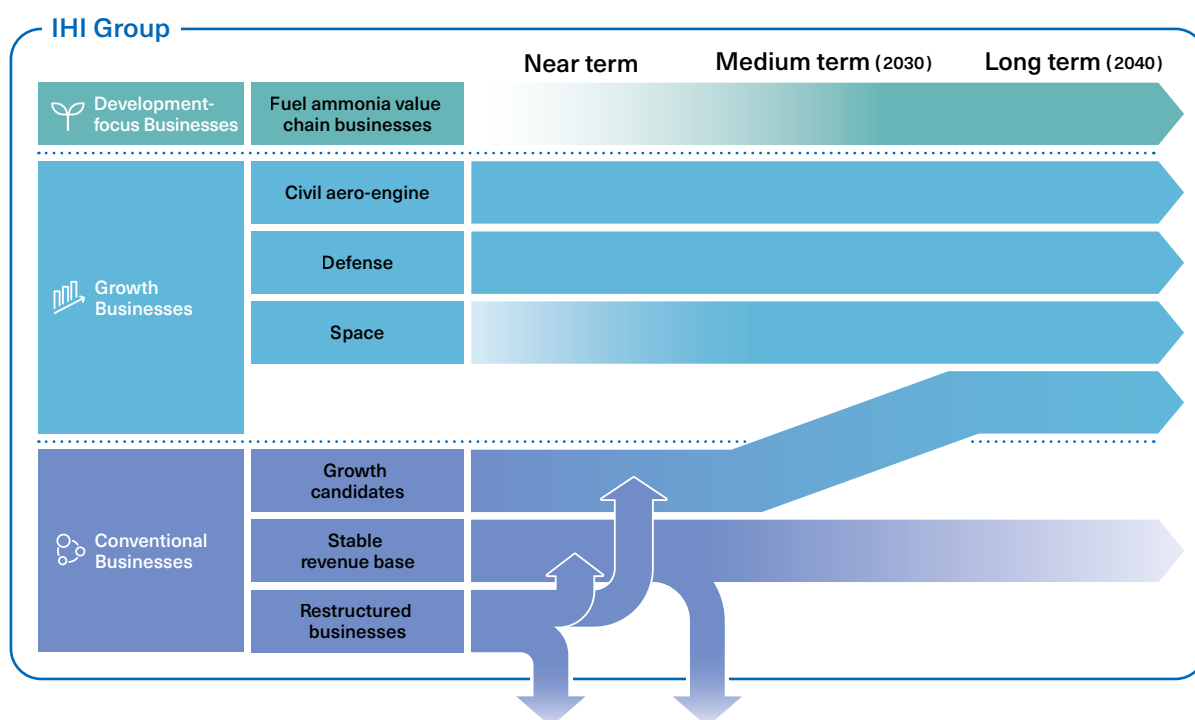 IHI Group
Near term
Medium term (2030)
Long term (2040)
Development-
focus Businesses
Fuel ammonia value
chain businesses
Growth
Businesses
Civil aero-engine
Defense
Space
Conventional
Businesses
Growth
candidates
Stable
revenue base
Restructured
businesses